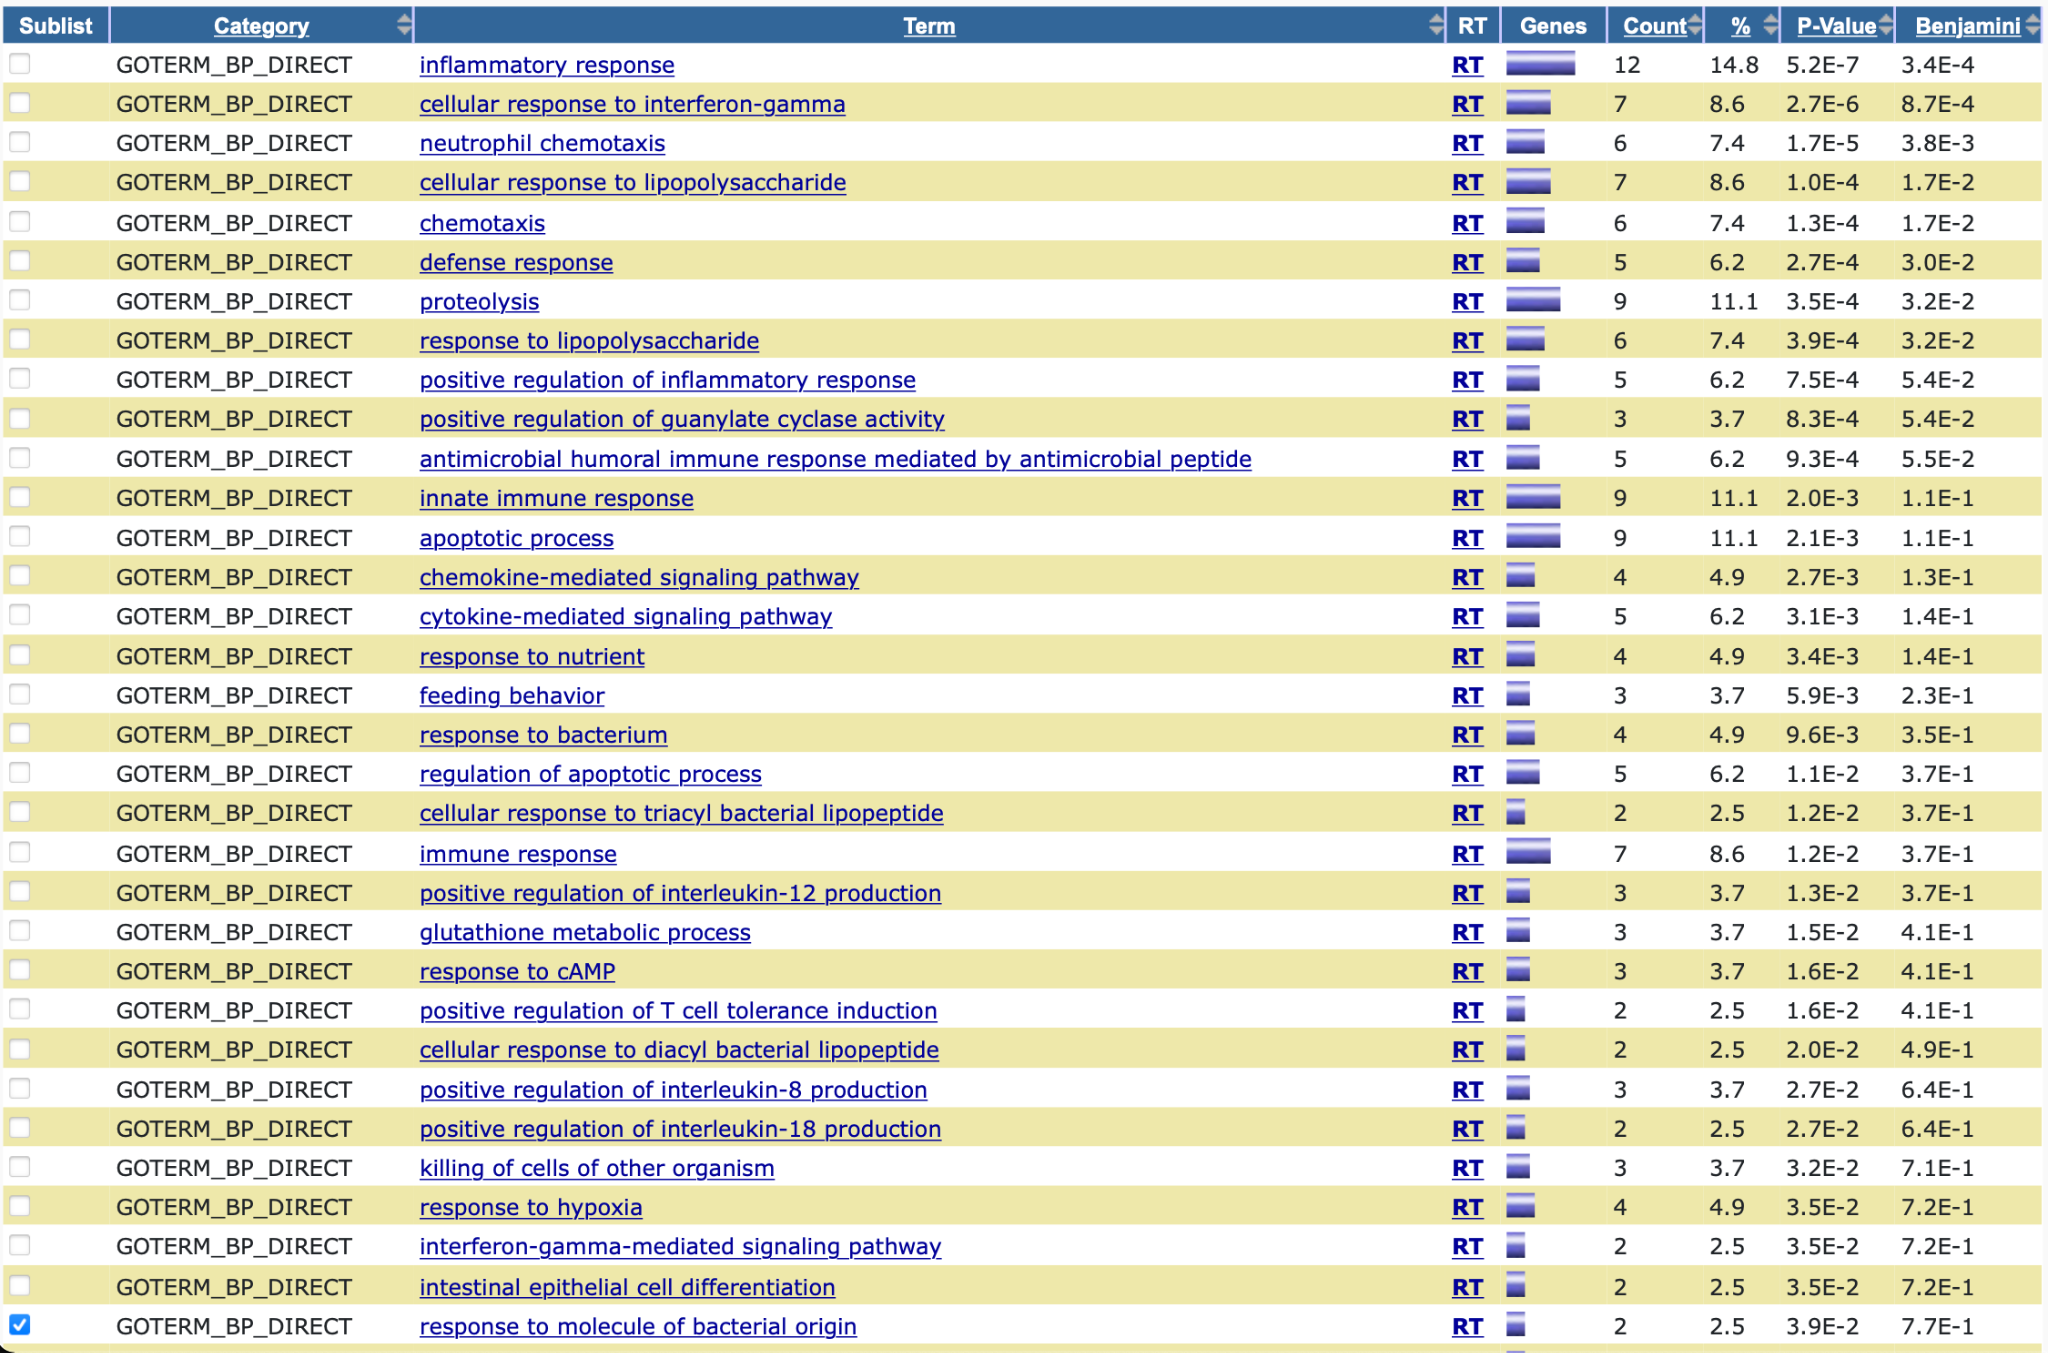 Sublist Category Term RT Genes Count % P-Value Benjamini
GOTERM_BP_DIRECT inflammatory response RT 12 14.8 5.2E-7 3.4E-4
GOTERM_BP_DIRECT cellular response to interferon-gamma RT 7 8.6 2.7E-6 8.7E-4
GOTERM_BP_DIRECT neutrophil chemotaxis RT 6 7.4 1.7E-5 3.8E-3
GOTERM_BP_DIRECT cellular response to lipopolysaccharide RT 7 8.6 1.0E-4 1.7E-2
GOTERM_BP_DIRECT chemotaxis RT 6 7.4 1.3E-4 1.7E-2
GOTERM_BP_DIRECT defense response RT 5 6.2 2.7E-4 3.0E-2
GOTERM_BP_DIRECT proteolysis RT 9 11.1 3.5E-4 3.2E-2
GOTERM_BP_DIRECT response to lipopolysaccharide RT 6 7.4 3.9E-4 3.2E-2
GOTERM_BP_DIRECT positive regulation of inflammatory response RT 5 6.2 7.5E-4 5.4E-2
GOTERM_BP_DIRECT positive regulation of guanylate cyclase activity RT 3 3.7 8.3E-4 5.4E-2
GOTERM_BP_DIRECT antimicrobial humoral immune response mediated by antimicrobial peptide RT 5 6.2 9.3E-4 5.5E-2
GOTERM_BP_DIRECT innate immune response RT 9 11.1 2.0E-3 1.1E-1
GOTERM_BP_DIRECT apoptotic process RT 9 11.1 2.1E-3 1.1E-1
GOTERM_BP_DIRECT chemokine-mediated signaling pathway RT 4 4.9 2.7E-3 1.3E-1
GOTERM_BP_DIRECT cytokine-mediated signaling pathway RT 5 6.2 3.1E-3 1.4E-1
GOTERM_BP_DIRECT response to nutrient RT 4 4.9 3.4E-3 1.4E-1
GOTERM_BP_DIRECT feeding behavior RT 3 3.7 5.9E-3 2.3E-1
GOTERM_BP_DIRECT response to bacterium RT 4 4.9 9.6E-3 3.5E-1
GOTERM_BP_DIRECT regulation of apoptotic process RT 5 6.2 1.1E-2 3.7E-1
GOTERM_BP_DIRECT cellular response to triacyl bacterial lipopeptide RT 2 2.5 1.2E-2 3.7E-1
GOTERM_BP_DIRECT immune response RT 7 8.6 1.2E-2 3.7E-1
GOTERM_BP_DIRECT positive regulation of interleukin-12 production RT 3 3.7 1.3E-2 3.7E-1
GOTERM_BP_DIRECT glutathione metabolic process RT 3 3.7 1.5E-2 4.1E-1
GOTERM_BP_DIRECT response to cAMP RT 3 3.7 1.6E-2 4.1E-1
GOTERM_BP_DIRECT positive regulation of T cell tolerance induction RT 2 2.5 1.6E-2 4.1E-1
GOTERM_BP_DIRECT cellular response to diacyl bacterial lipopeptide RT 2 2.5 2.0E-2 4.9E-1
GOTERM_BP_DIRECT positive regulation of interleukin-8 production RT 3 3.7 2.7E-2 6.4E-1
GOTERM_BP_DIRECT positive regulation of interleukin-18 production RT 2 2.5 2.7E-2 6.4E-1
GOTERM_BP_DIRECT killing of cells of other organism RT 3 3.7 3.2E-2 7.1E-1
GOTERM_BP_DIRECT response to hypoxia RT 4 4.9 3.5E-2 7.2E-1
GOTERM_BP_DIRECT interferon-gamma-mediated signaling pathway RT 2 2.5 3.5E-2 7.2E-1
GOTERM_BP_DIRECT intestinal epithelial cell differentiation RT 2 2.5 3.5E-2 7.2E-1
GOTERM_BP_DIRECT response to molecule of bacterial origin RT 2 2.5 3.9E-2 7.7E-1